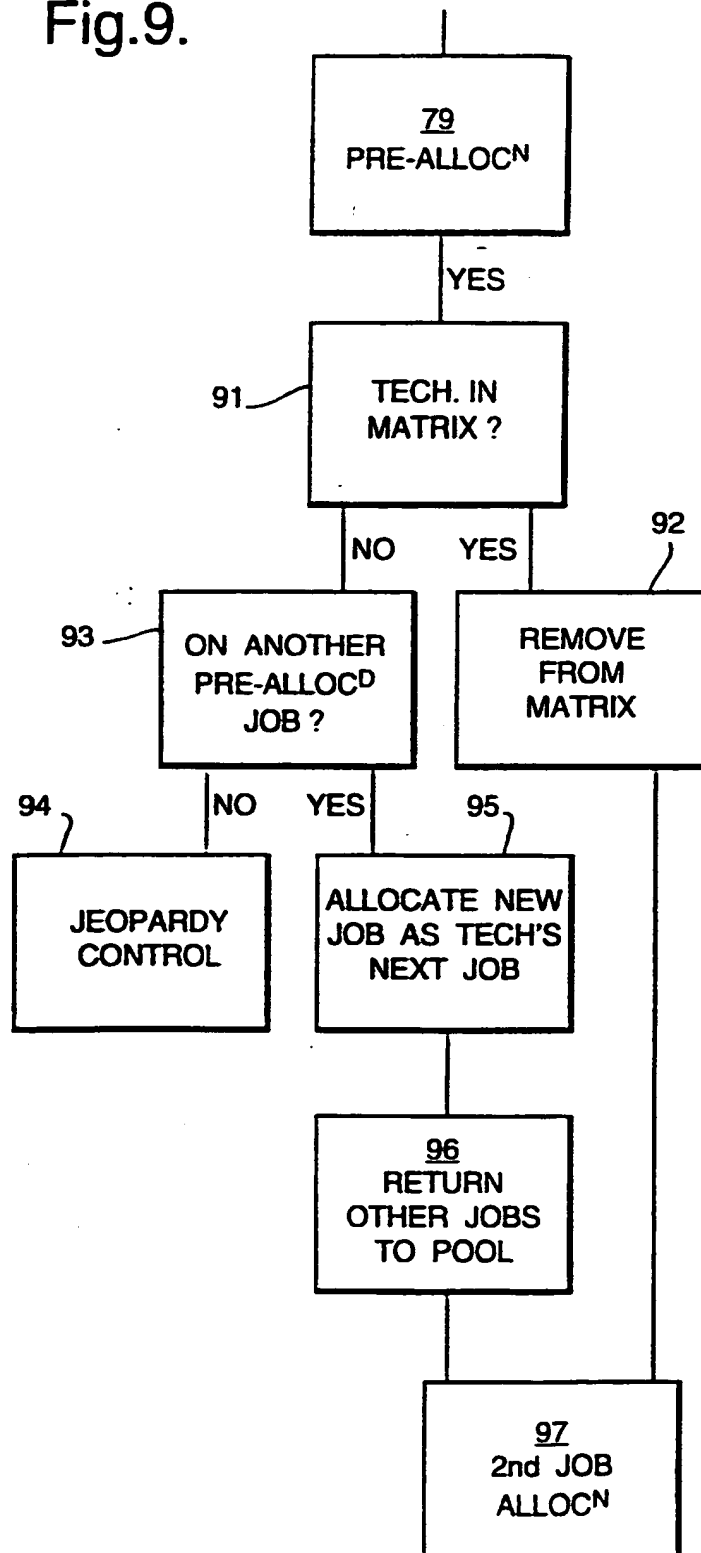 Fig.9.
79
PRE-ALLOCᴺ
YES
91
TECH. IN
MATRIX ?
NO
YES
92
93
ON ANOTHER
PRE-ALLOCᴰ
JOB ?
REMOVE
FROM
MATRIX
94
NO
YES
95
JEOPARDY
CONTROL
ALLOCATE NEW
JOB AS TECH'S
NEXT JOB
96
RETURN
OTHER JOBS
TO POOL
97
2nd JOB
ALLOCᴺ